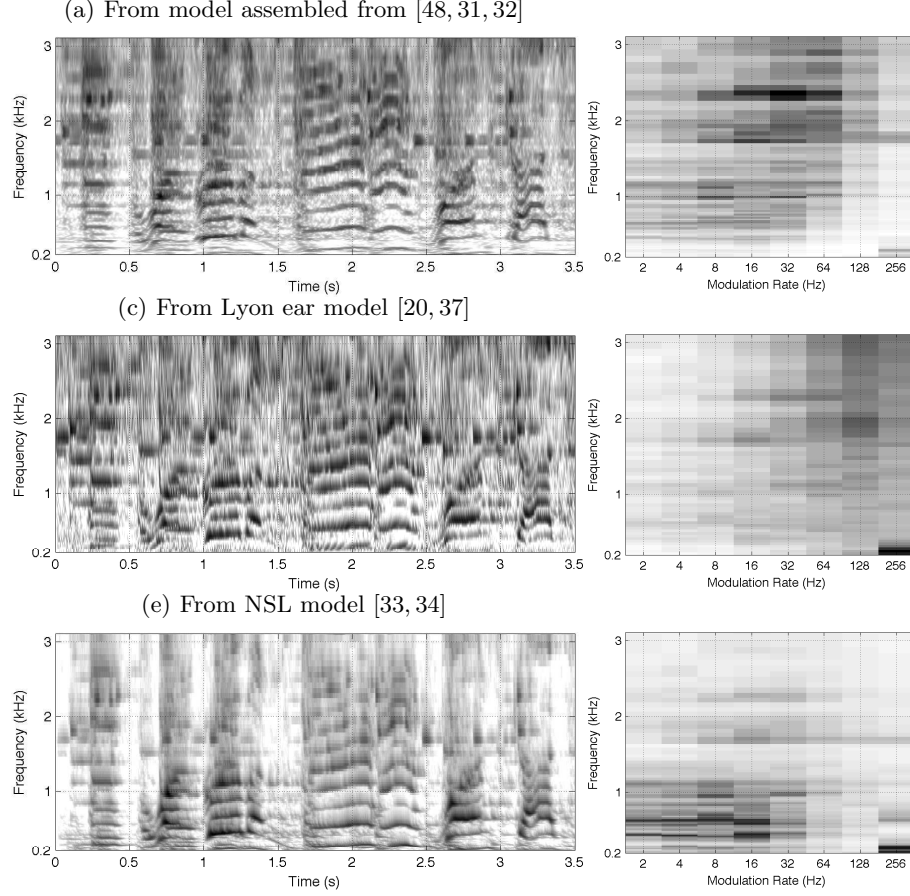 (a) From model assembled from [48, 31, 32]
Frequency (kHz)
3
2
1
0.2
0 0.5 1 1.5 2 2.5 3 3.5
Time (s)
Frequency (kHz)
3
2
1
0.2
2 4 8 16 32 64 128 256
Modulation Rate (Hz)
(c) From Lyon ear model [20, 37]
Frequency (kHz)
3
2
1
0.2
0 0.5 1 1.5 2 2.5 3 3.5
Time (s)
Frequency (kHz)
3
2
1
0.2
2 4 8 16 32 64 128 256
Modulation Rate (Hz)
(e) From NSL model [33, 34]
Frequency (kHz)
3
2
1
0.2
0 0.5 1 1.5 2 2.5 3 3.5
Time (s)
Frequency (kHz)
3
2
1
0.2
2 4 8 16 32 64 128 256
Modulation Rate (Hz)